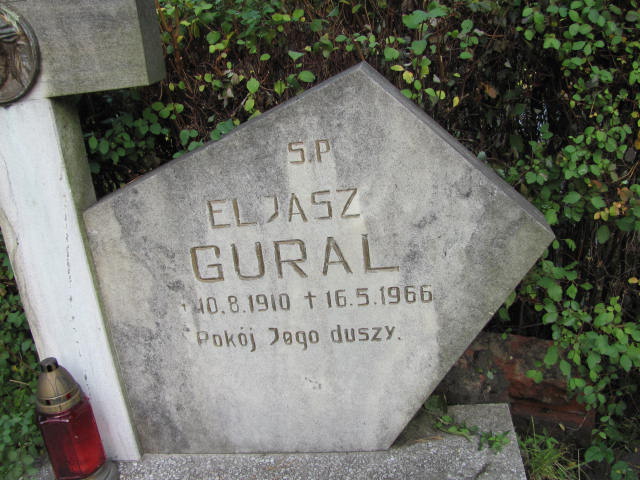 Ś.P
ELJASZ
GURAL
* 10.8.1910 † 16.5.1966
Pokój Jego duszy.